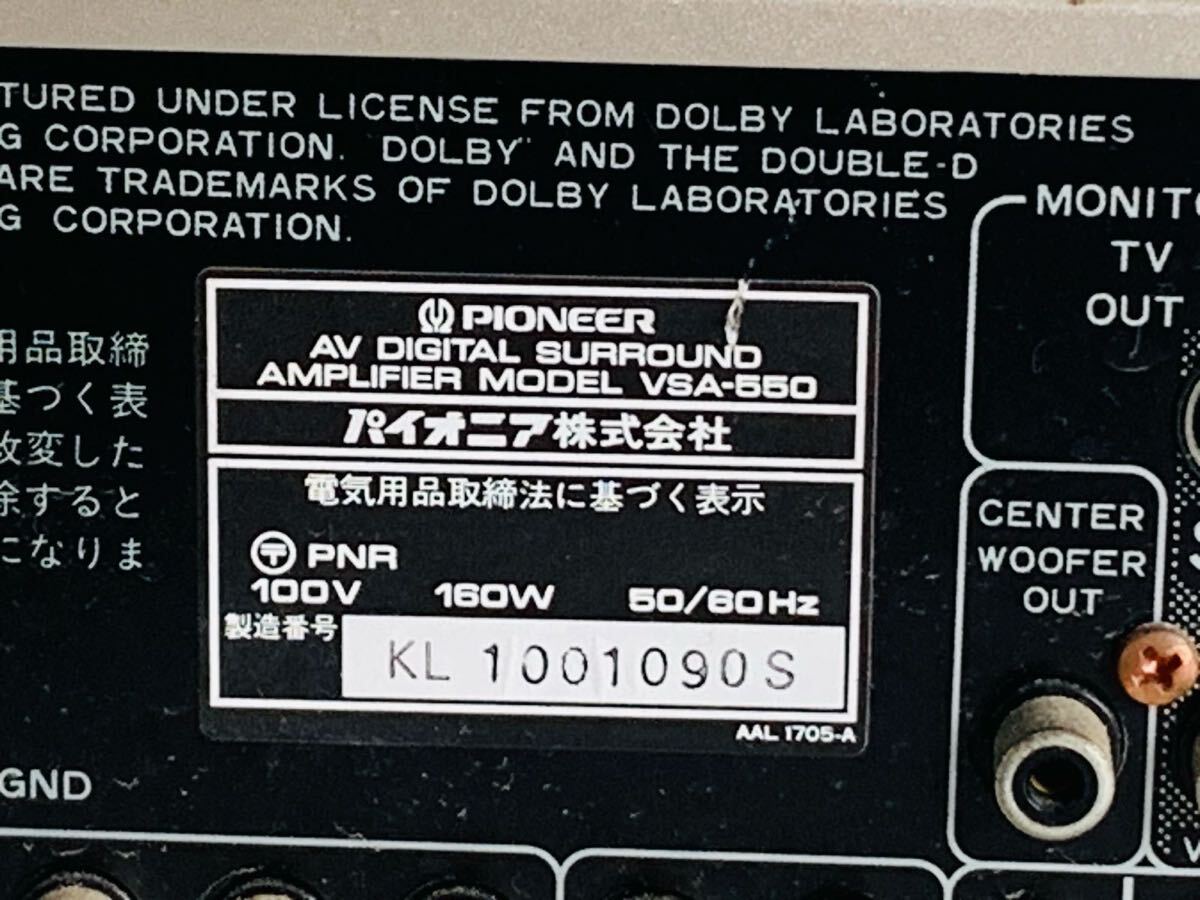 TURED UNDER LICENSE FROM DOLBY LABORATORIES
G CORPORATION. "DOLBY" AND THE DOUBLE-D
ARE TRADEMARKS OF DOLBY LABORATORIES
G CORPORATION.
用品取締
基づく表
改変した
除すると
になりま
PIONEER
AV DIGITAL SURROUND
AMPLIFIER MODEL VSA-550
パイオニア株式会社
電気用品取締法に基づく表示
〒 PNR
100V 160W 50/60Hz
製造番号 KL 1001090S
AAL 1705-A
MONITO
TV
OUT
CENTER
WOOFER
OUT
GND